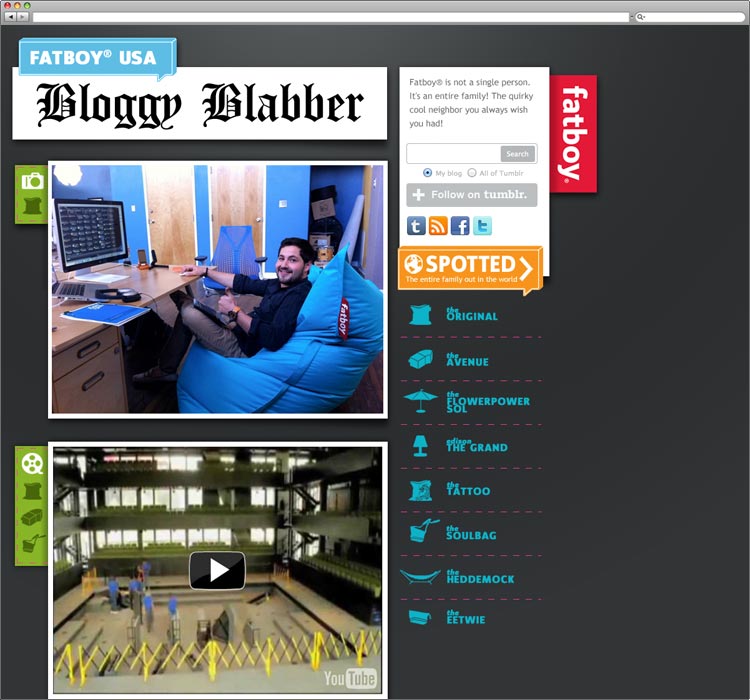 FATBOY® USA
Bloggy Blabber
Fatboy® is not a single person.
It's an entire family! The quirky
cool neighbor you always wish
you had!
Search
My blog All of Tumblr
Follow on tumblr.
fatboy®
SPOTTED
The entire family out in the world
the
ORIGINAL
the
AVENUE
the
FLOWERPOWER
SOL
edison
THE GRAND
the
TATTOO
the
SOULBAG
the
HEDDEMOCK
the
EETWIE
fatboy
YouTube